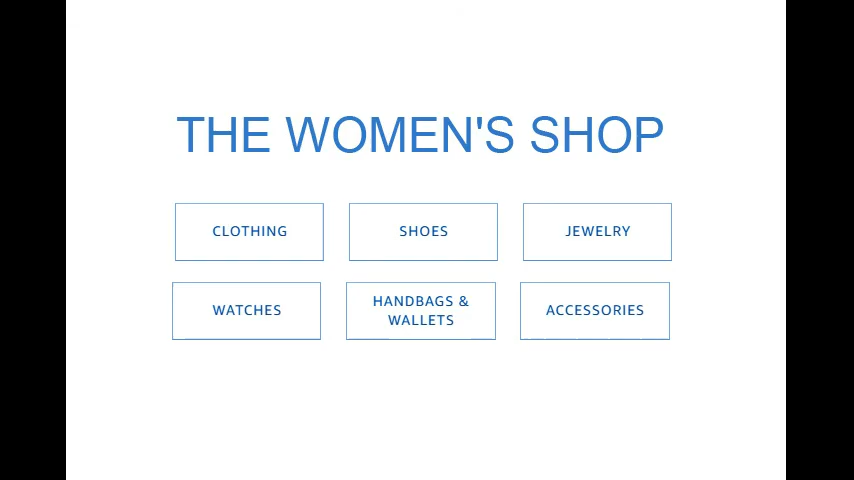 THE WOMEN'S SHOP
CLOTHING
SHOES
JEWELRY
WATCHES
HANDBAGS &
WALLETS
ACCESSORIES